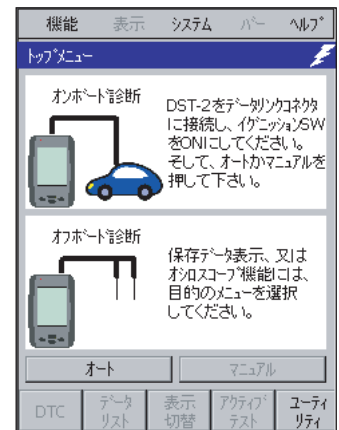 機能 表示 システム バー ヘルプ
トップメニュー
オンボート診断
DST-2をデータリンクコネクタ
に接続し、イグニッションSW
をONにしてください。
そして、オートかマニュアルを
押して下さい。
オフボート診断
保存データ表示、又は
オシロスコープ機能には、
目的のメニューを選択
してください。
オート マニュアル
DTC データ
リスト 表示
切替 アクティブ
テスト ユーティ
リティ